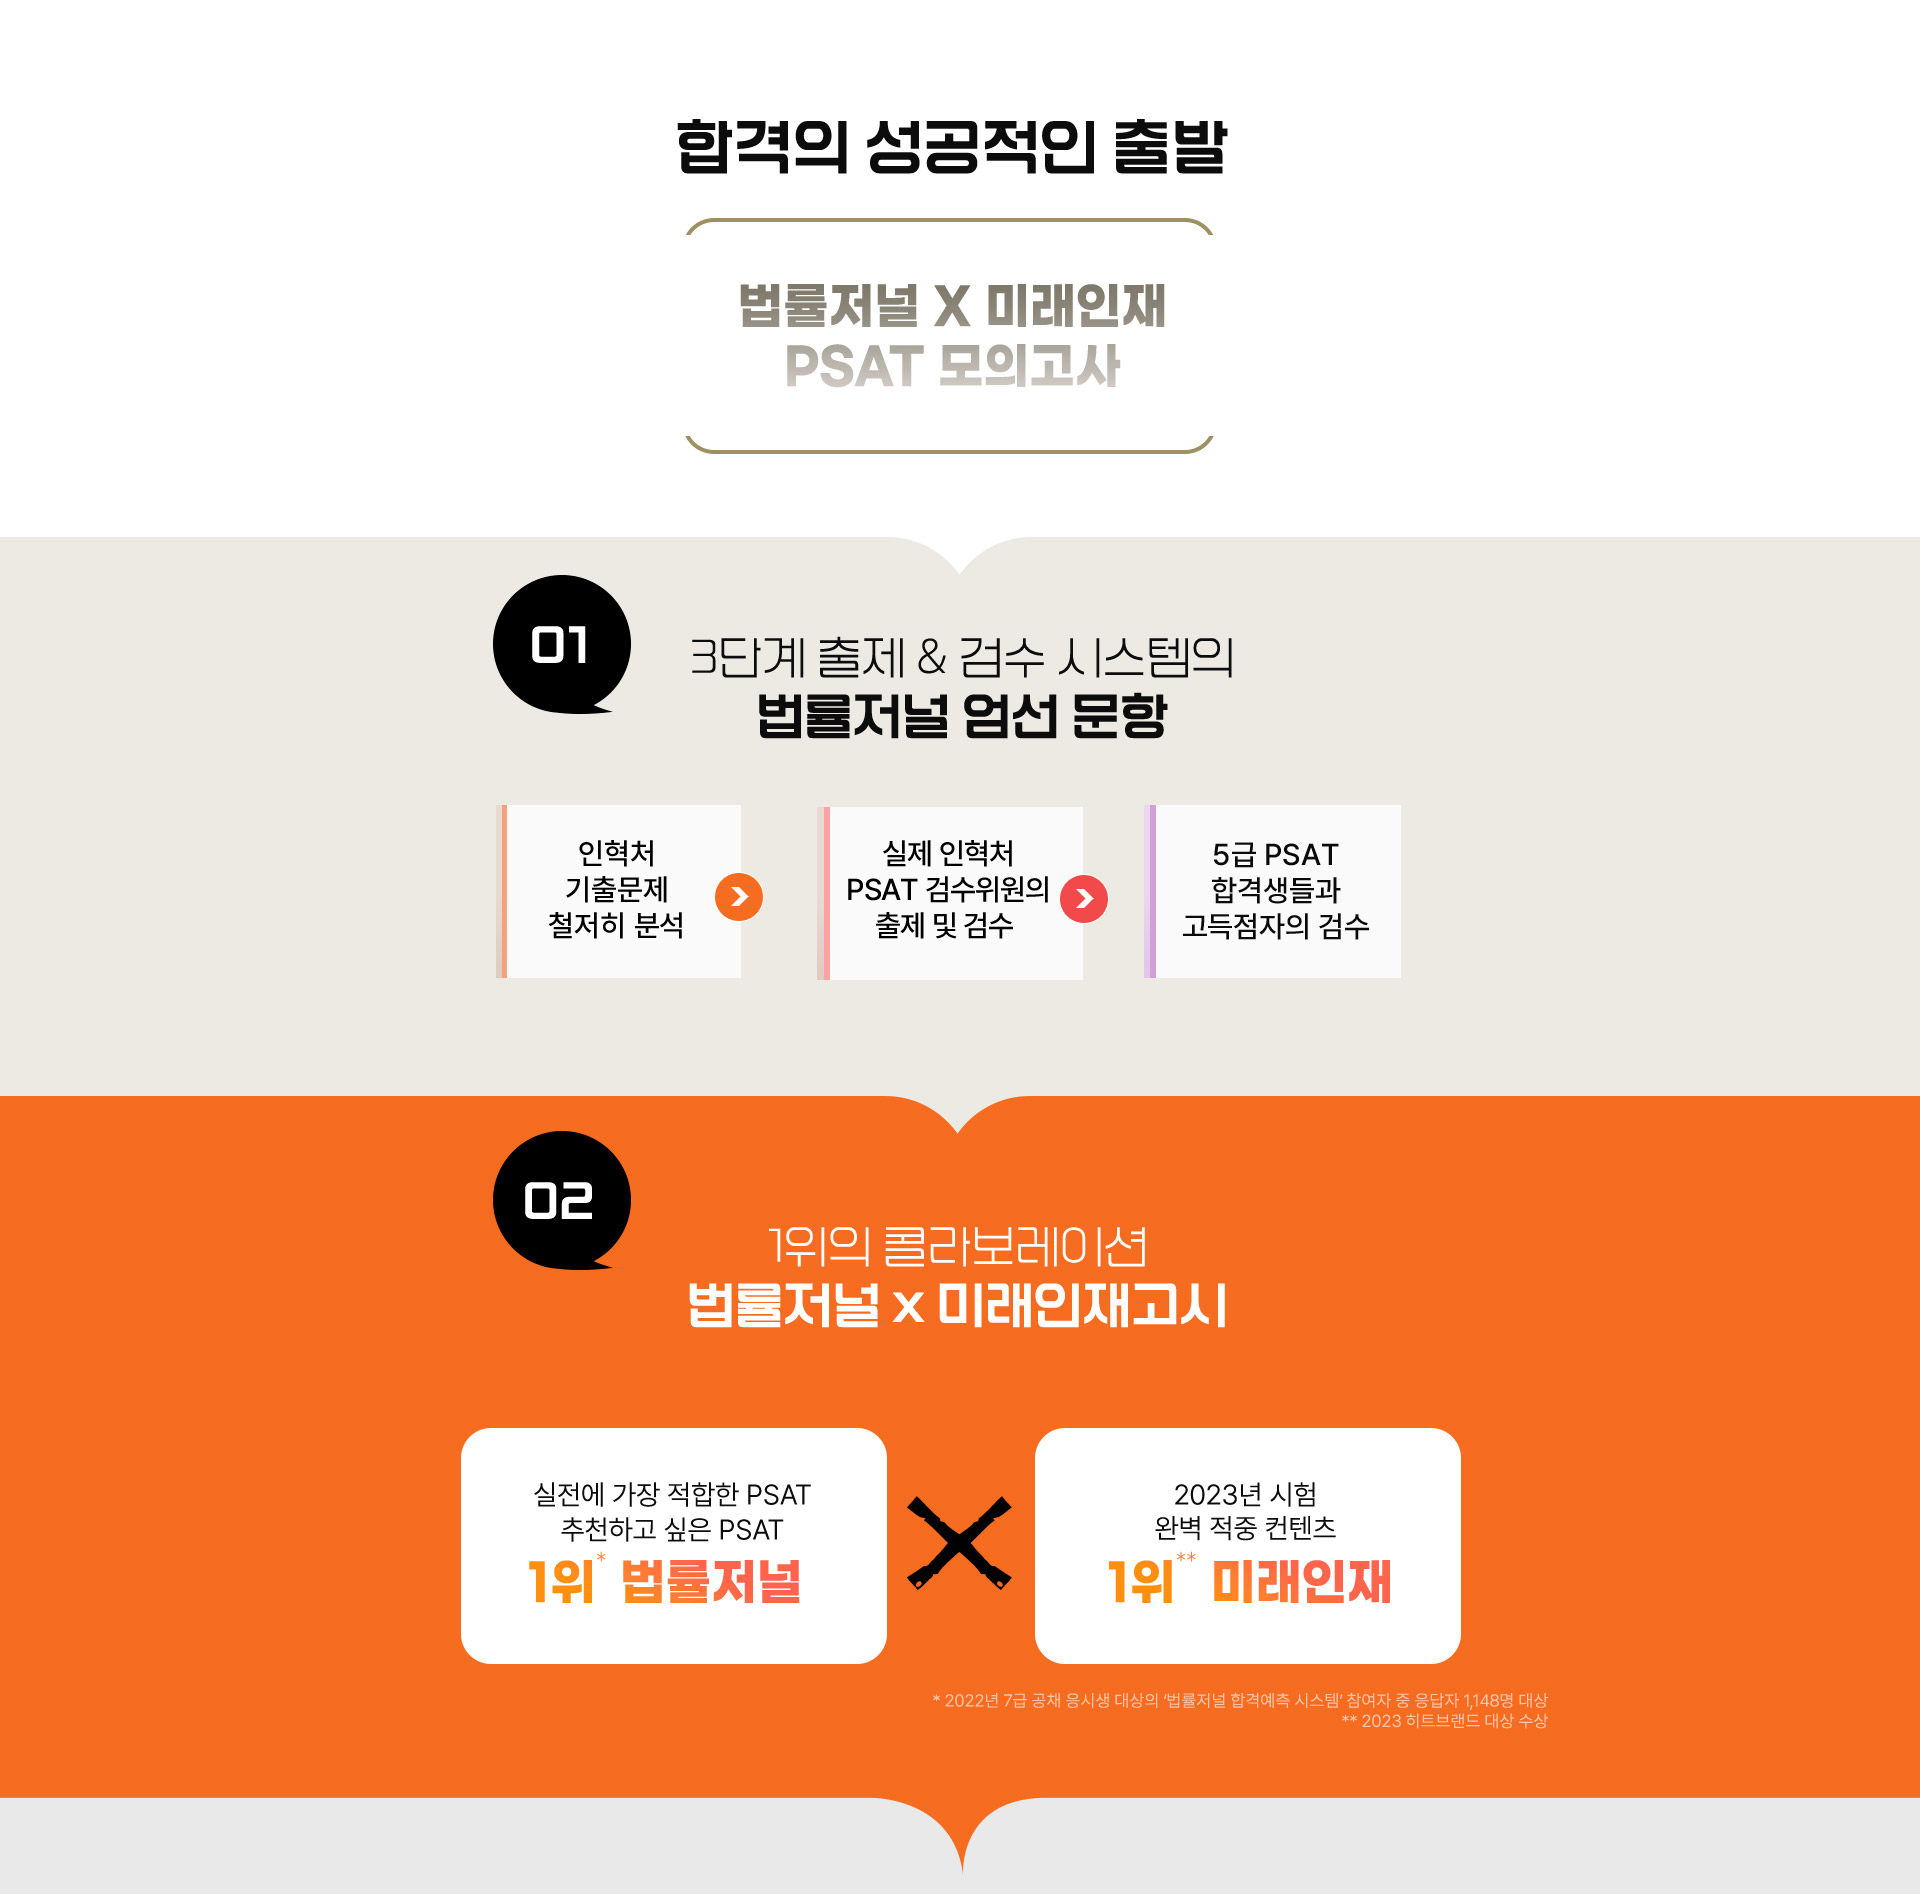 합격의 성공적인 출발
법률저널 X 미래인재
PSAT 모의고사
01
3단계 출제 & 검수 시스템의
법률저널 엄선 문항
인혁처
기출문제
철저히 분석
실제 인혁처
PSAT 검수위원의
출제 및 검수
5급 PSAT
합격생들과
고득점자의 검수
02
1위의 콜라보레이션
법률저널 x 미래인재고시
실전에 가장 적합한 PSAT
추천하고 싶은 PSAT
1위* 법률저널
2023년 시험
완벽 적중 컨텐츠
1위** 미래인재
* 2022년 7급 공채 응시생 대상의 '법률저널 합격예측 시스템' 참여자 중 응답자 1,148명 대상
** 2023 히트브랜드 대상 수상